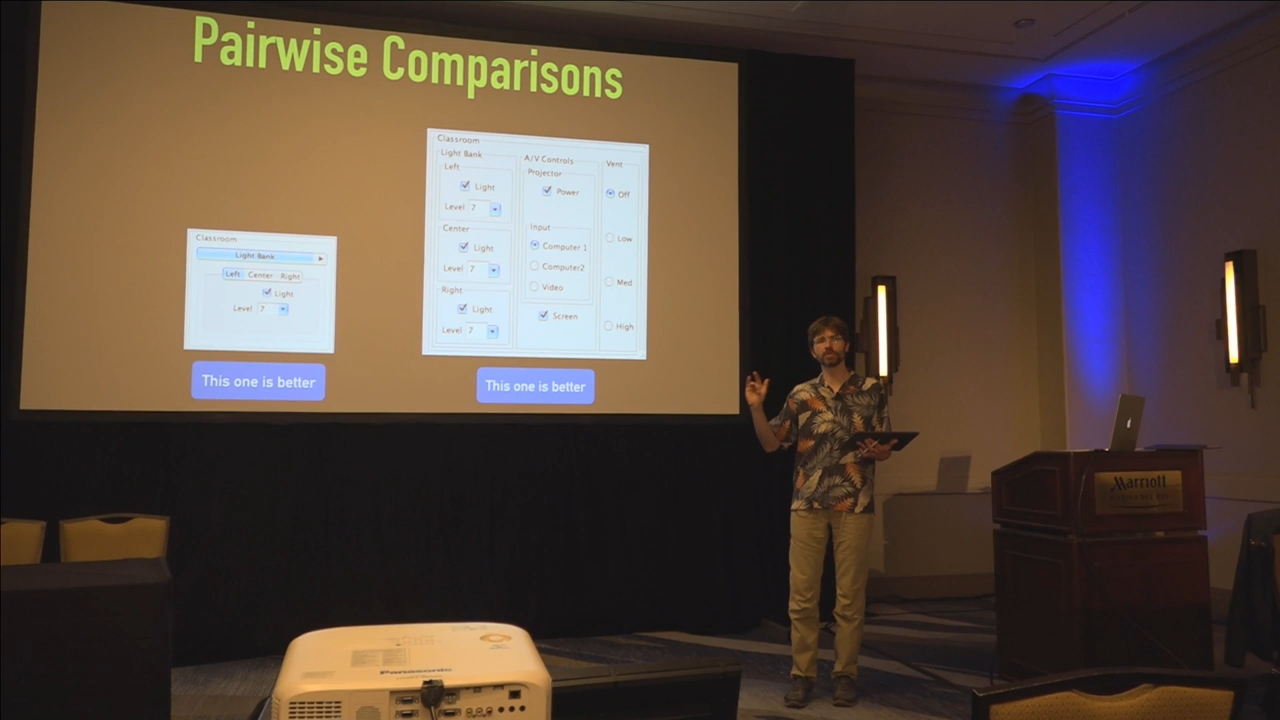 Pairwise Comparisons
Classroom
Light Bank
Left Center Right
Light
Level 7
This one is better
Classroom
Light Bank
Left
Light
Level 7
Center
Light
Level 7
Right
Light
Level 7
A/V Controls
Projector
Power
Input
Computer 1
Computer2
Video
Screen
Vent
Off
Low
Med
High
This one is better
Marriott
Panasonic